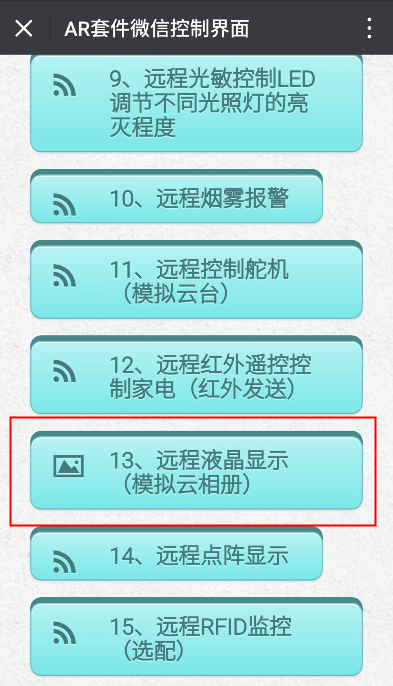 AR套件微信控制界面
9、远程光敏控制LED
调节不同光照灯的亮
灭程度
10、远程烟雾报警
11、远程控制舵机
（模拟云台）
12、远程红外遥控控
制家电（红外发送）
13、远程液晶显示
（模拟云相册）
14、远程点阵显示
15、远程RFID监控
（选配）